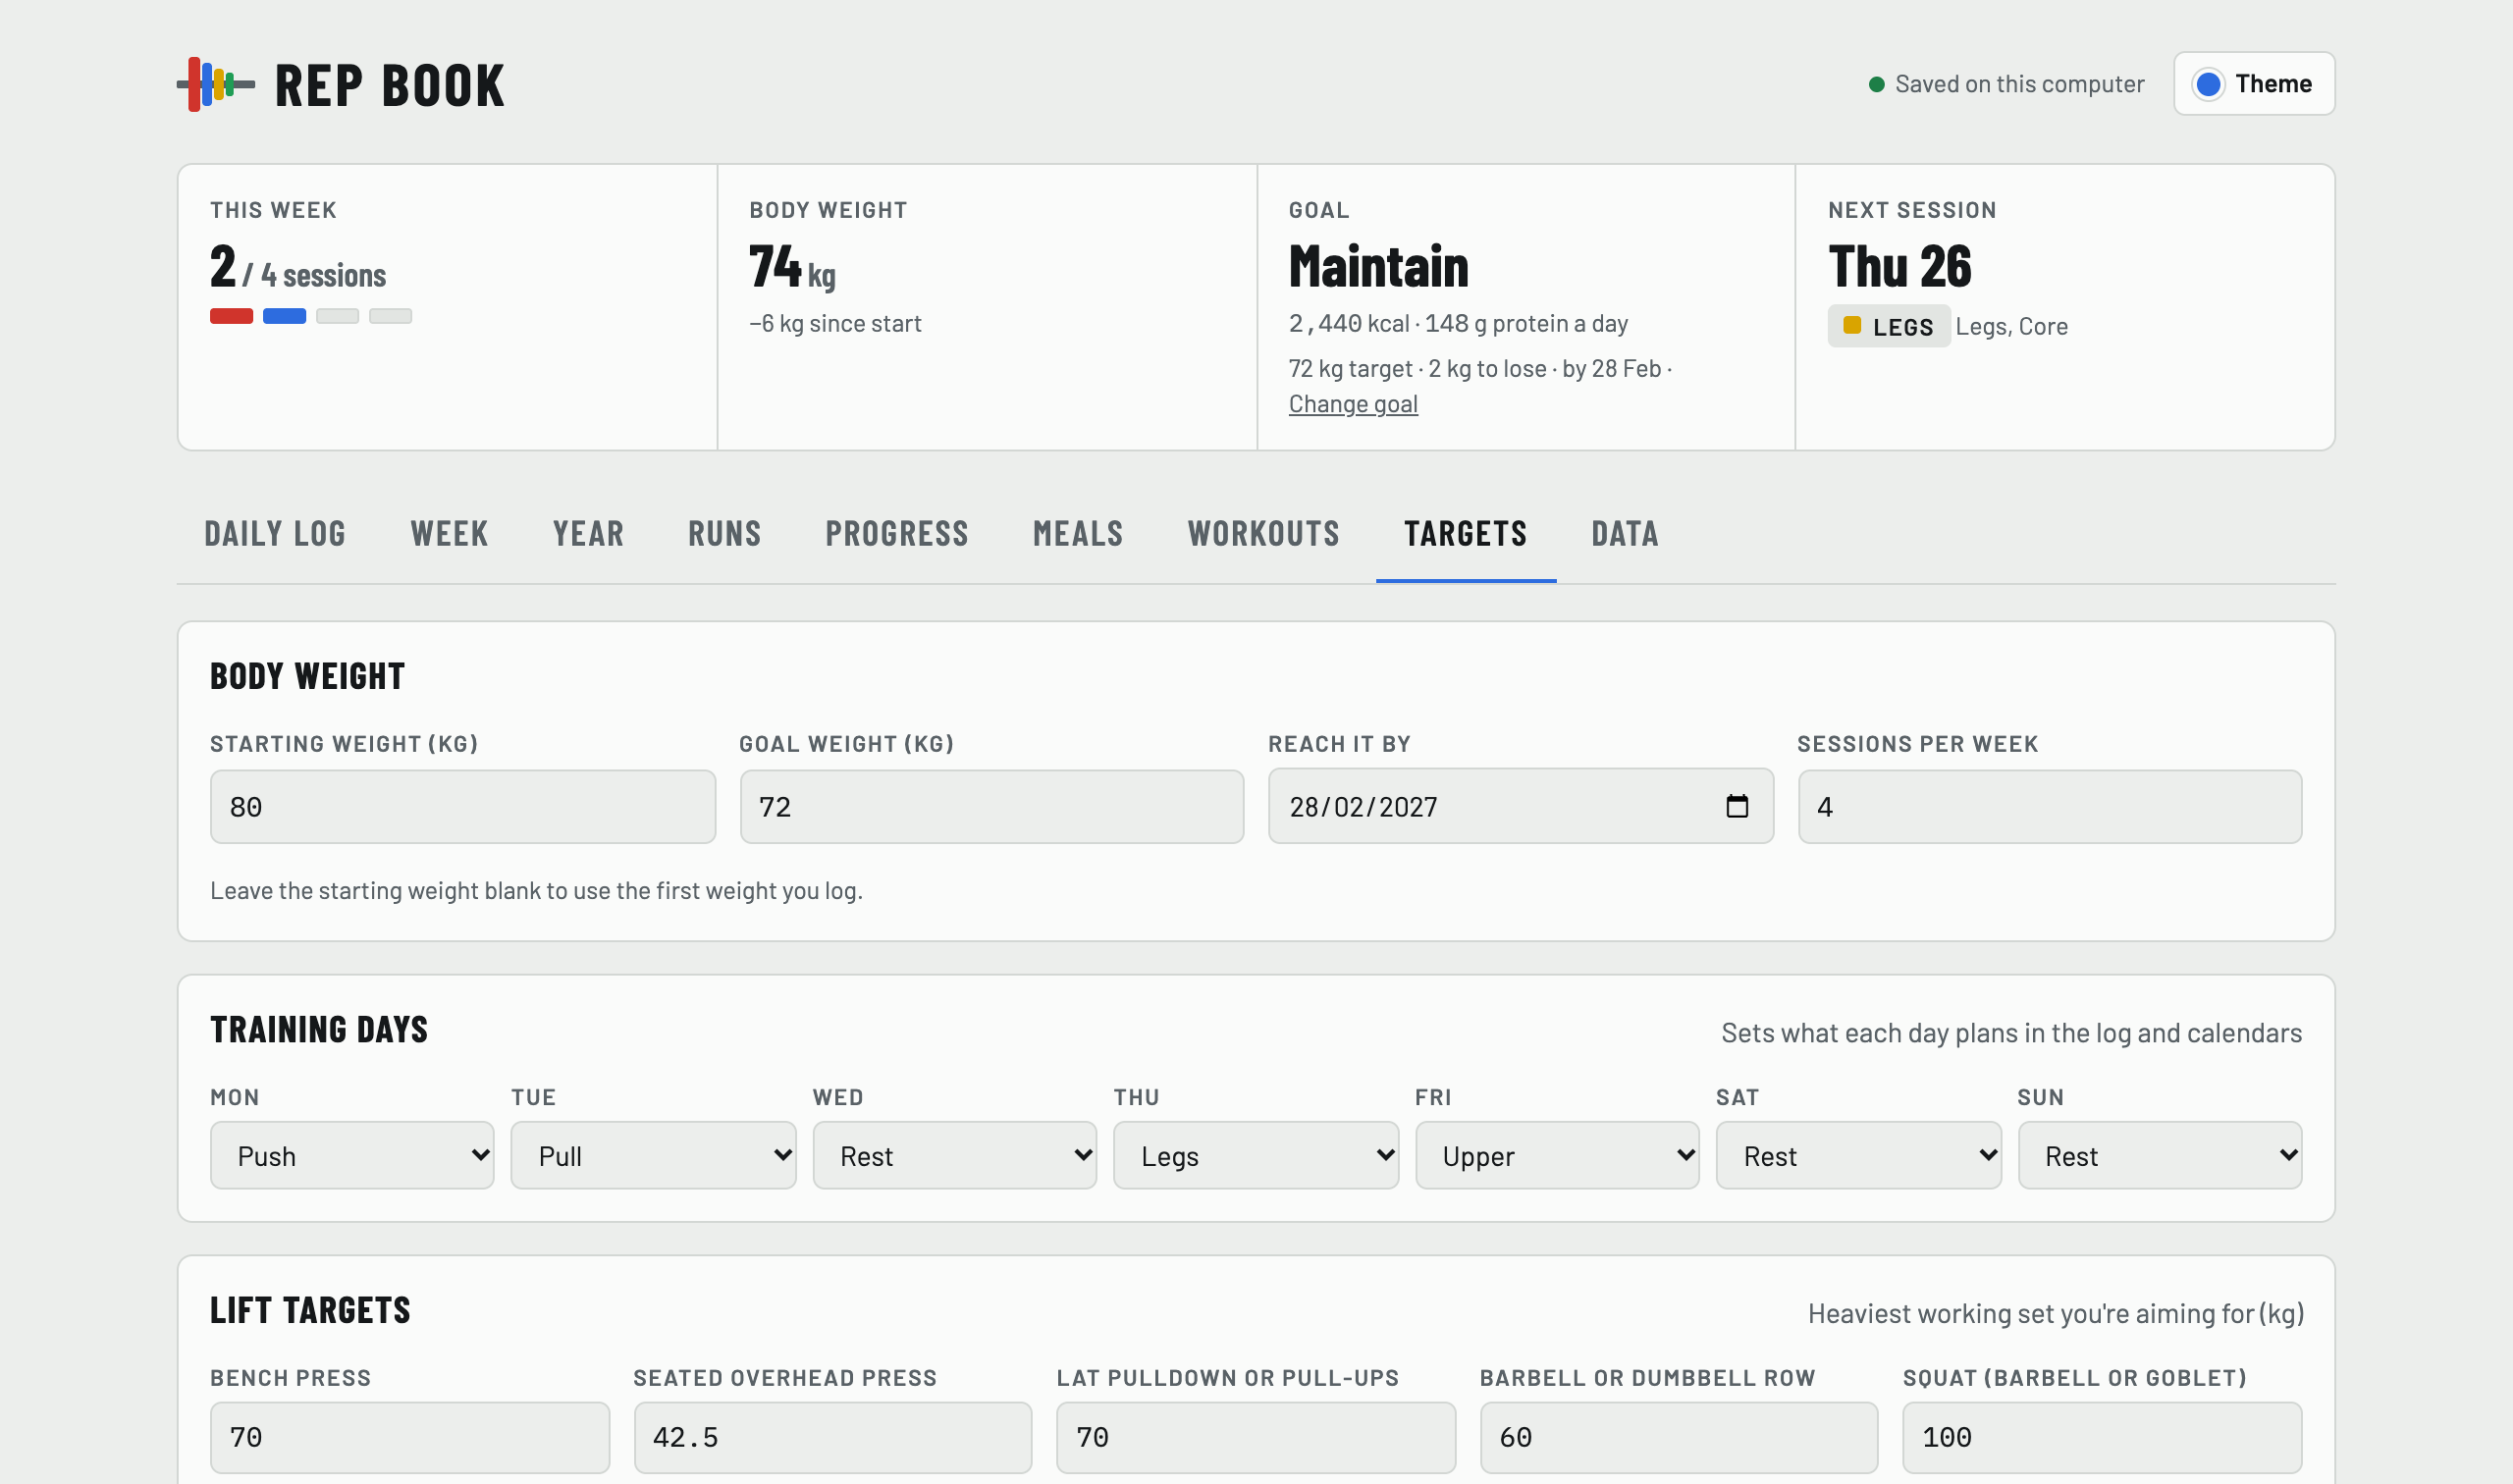 REP BOOK
Saved on this computer
Theme
THIS WEEK
2 / 4 sessions
BODY WEIGHT
74 kg
−6 kg since start
GOAL
Maintain
2,440 kcal · 148 g protein a day
72 kg target · 2 kg to lose · by 28 Feb ·
Change goal
NEXT SESSION
Thu 26
LEGS Legs, Core
DAILY LOG WEEK YEAR RUNS PROGRESS MEALS WORKOUTS TARGETS DATA
BODY WEIGHT
STARTING WEIGHT (KG) GOAL WEIGHT (KG) REACH IT BY SESSIONS PER WEEK
80 72 28/02/2027 4
Leave the starting weight blank to use the first weight you log.
TRAINING DAYS
Sets what each day plans in the log and calendars
MON TUE WED THU FRI SAT SUN
Push Pull Rest Legs Upper Rest Rest
LIFT TARGETS
Heaviest working set you're aiming for (kg)
BENCH PRESS SEATED OVERHEAD PRESS LAT PULLDOWN OR PULL-UPS BARBELL OR DUMBBELL ROW SQUAT (BARBELL OR GOBLET)
70 42.5 70 60 100